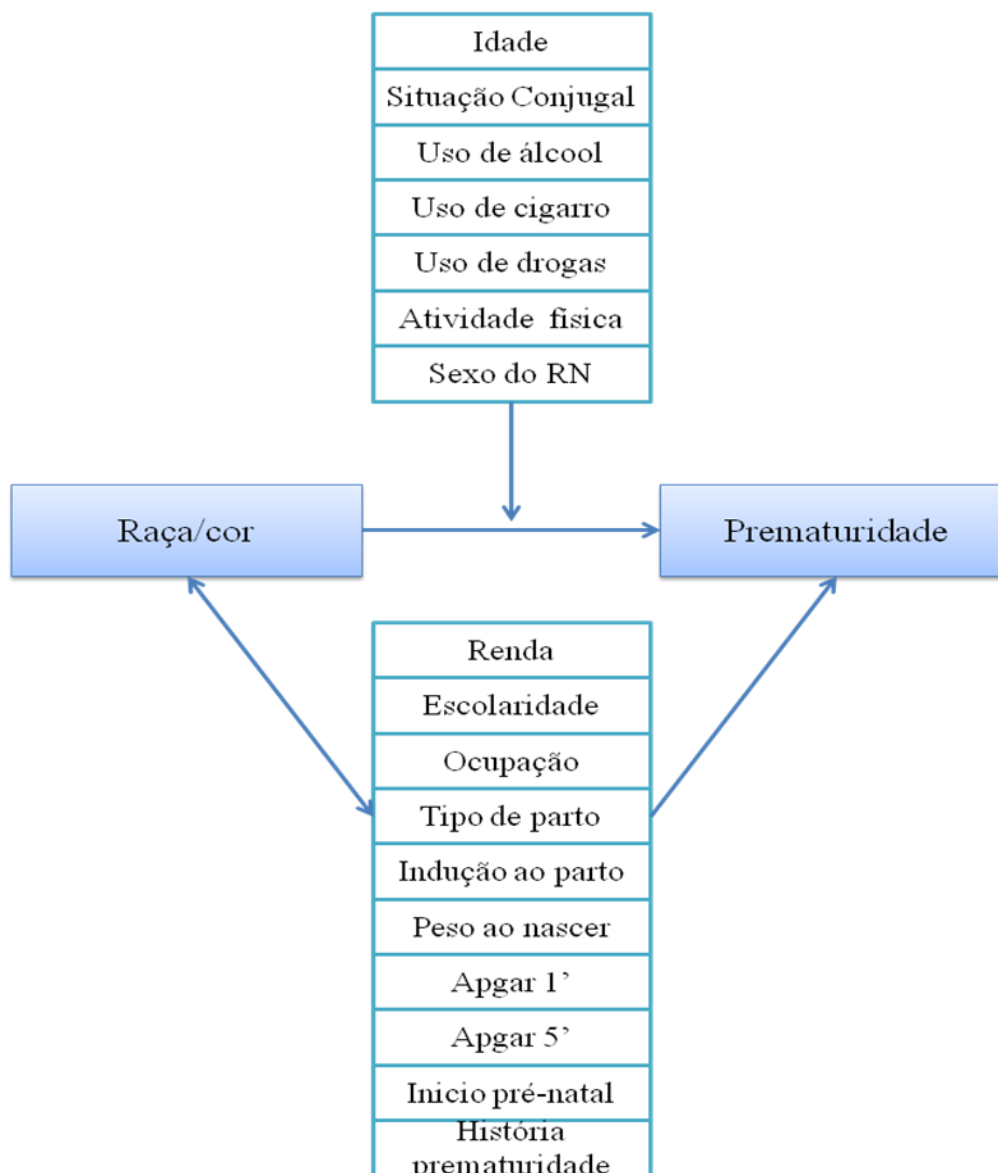 Idade
Situação Conjugal
Uso de álcool
Uso de cigarro
Uso de drogas
Atividade física
Sexo do RN
Raça/cor
Prematuridade
Renda
Escolaridade
Ocupação
Tipo de parto
Indução ao parto
Peso ao nascer
Apgar 1’
Apgar 5’
Inicio pré-natal
História
prematuridade